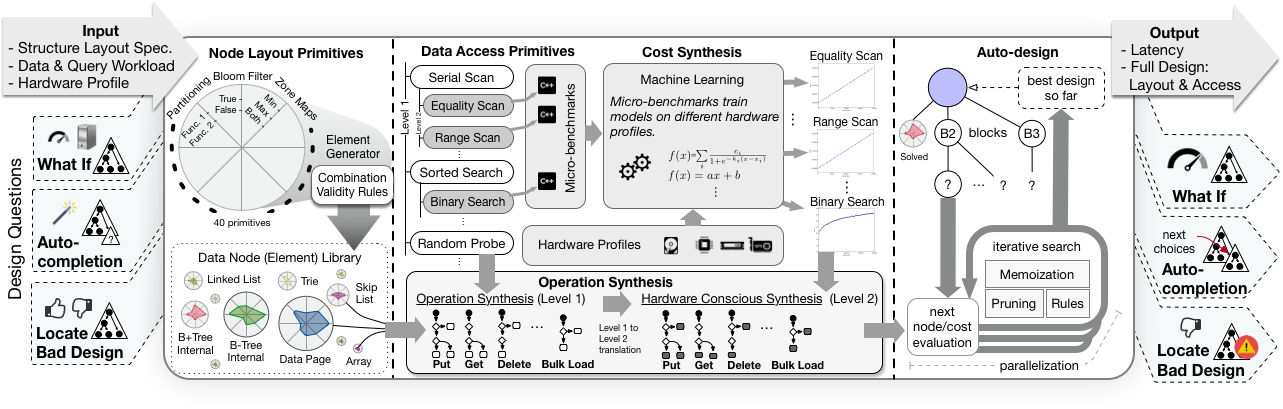 Input
- Structure Layout Spec.
- Data & Query Workload
- Hardware Profile
Design Questions
What If
Auto-
completion
?
Locate
Bad Design
Node Layout Primitives
Partitioning
Bloom Filter
Zone Maps
Func. 1
Func. 2
True
False
Min
Max
Both
40 primitives
Element
Generator
Combination
Validity Rules
Data Node (Element) Library
Linked List
Trie
Skip
List
B+Tree
Internal
B-Tree
Internal
Data Page
Array
Data Access Primitives
Level 1
Level 2
Serial Scan
Equality Scan
Range Scan
Sorted Search
Binary Search
Random Probe
C++
C++
C++
Micro-benchmarks
Cost Synthesis
Machine Learning
Micro-benchmarks train
models on different hardware
profiles.
f(x)=∑ᵢ cᵢ/(1+e^(−kᵢ(x−xᵢ)))
f(x) = ax + b
Hardware Profiles
Equality Scan
Range Scan
Binary Search
Operation Synthesis
Operation Synthesis (Level 1)
Put Get Delete Bulk Load
Level 1 to
Level 2
translation
Hardware Conscious Synthesis (Level 2)
Put Get Delete Bulk Load
Auto-design
best design
so far
Solved
B2 blocks B3
? ... ? ?
iterative search
Memoization
Pruning
Rules
next
node/cost
evaluation
parallelization
Output
- Latency
- Full Design:
Layout & Access
What If
next
choices
Auto-
completion
Locate
Bad Design